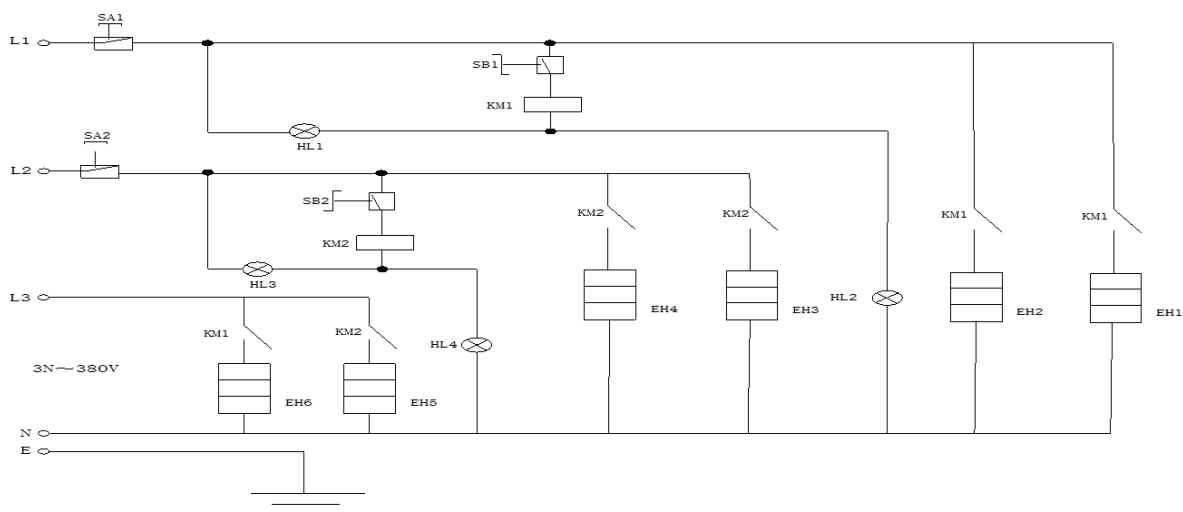 SA1
L1
SB1
KM1
HL1
SA2
L2
SB2
KM2
HL3
KM2
KM2
KM1
KM1
EH4
EH3
HL2
EH2
EH1
L3
KM1
KM2
HL4
3N～380V
EH6
EH5
N
E